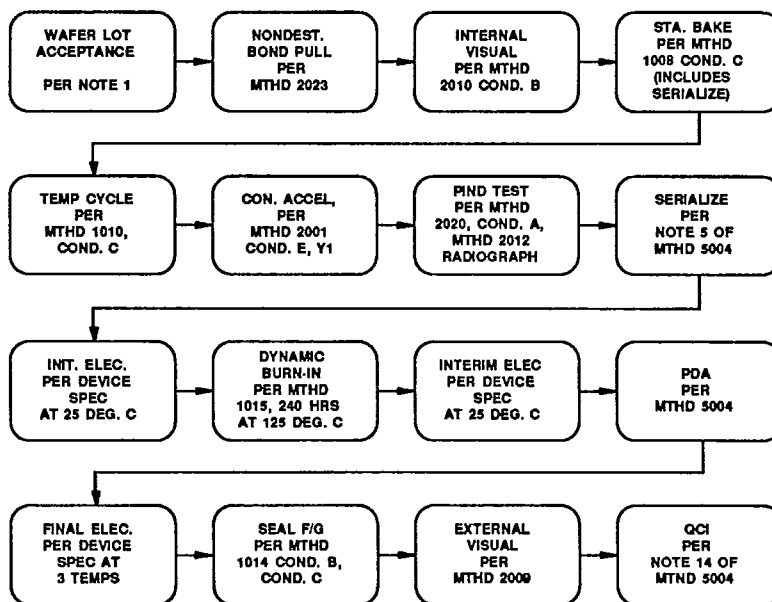 WAFER LOT
ACCEPTANCE
PER NOTE 1
NONDEST.
BOND PULL
PER
MTHD 2023
INTERNAL
VISUAL
PER MTHD
2010 COND. B
STA. BAKE
PER MTHD
1008 COND. C
(INCLUDES
SERIALIZE)
TEMP CYCLE
PER
MTHD 1010,
COND. C
CON. ACCEL,
PER
MTHD 2001
COND. E, Y1
PIND TEST
PER MTHD
2020, COND. A,
MTHD 2012
RADIOGRAPH
SERIALIZE
PER
NOTE 5 OF
MTHD 5004
INIT. ELEC.
PER DEVICE
SPEC
AT 25 DEG. C
DYNAMIC
BURN-IN
PER MTHD
1015, 240 HRS
AT 125 DEG. C
INTERIM ELEC
PER DEVICE
SPEC
AT 25 DEG. C
PDA
PER
MTHD 5004
FINAL ELEC.
PER DEVICE
SPEC AT
3 TEMPS
SEAL F/G
PER MTHD
1014 COND. B,
COND. C
EXTERNAL
VISUAL
PER
MTHD 2009
QCI
PER
NOTE 14 OF
MTND 5004